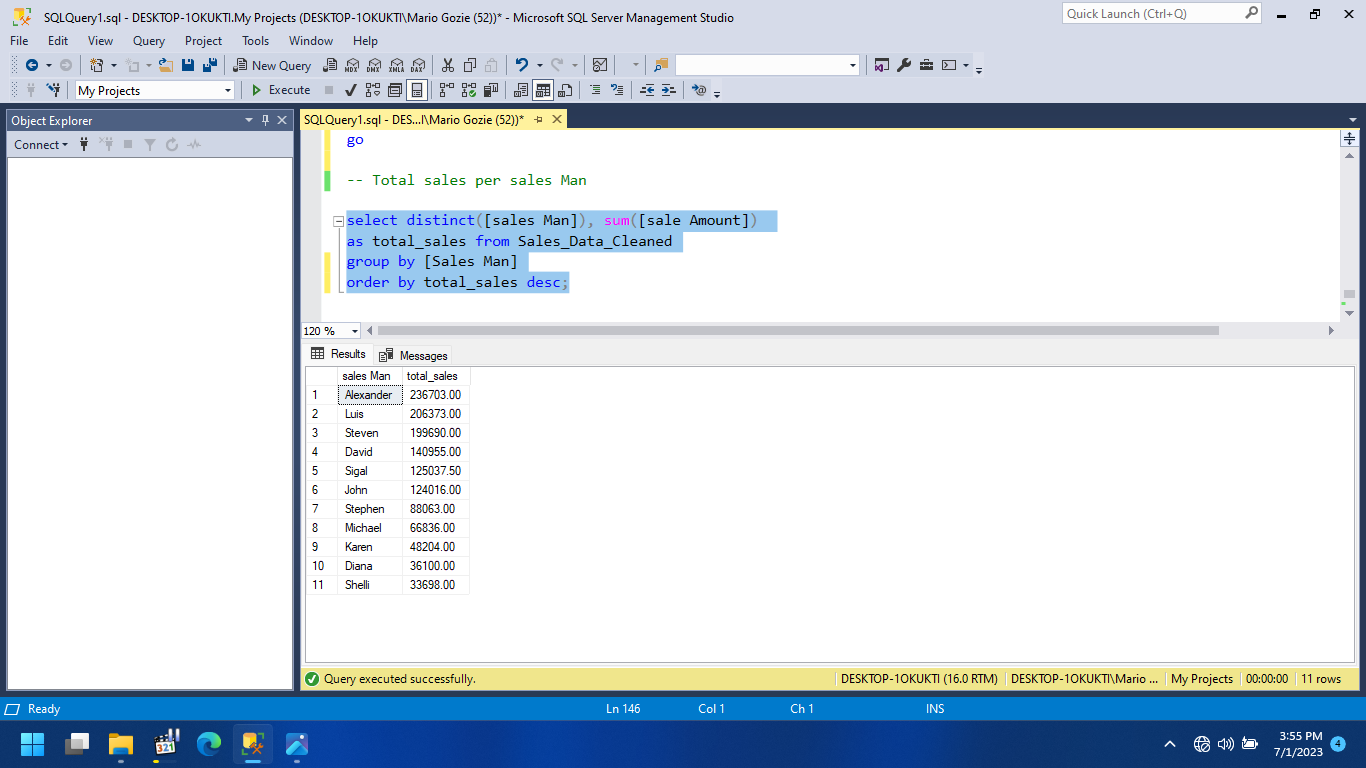 SQLQuery1.sql - DESKTOP-1OKUKTI.My Projects (DESKTOP-1OKUKTI\Mario Gozie (52))* - Microsoft SQL Server Management Studio
Quick Launch (Ctrl+Q)
File Edit View Query Project Tools Window Help
New Query MDX DMX XMLA DAX
My Projects Execute
Object Explorer
Connect
SQLQuery1.sql - DES...I\Mario Gozie (52))*
go
-- Total sales per sales Man
select distinct([sales Man]), sum([sale Amount])
as total_sales from Sales_Data_Cleaned
group by [Sales Man]
order by total_sales desc;
120 %
Results Messages
sales Man total_sales
1 Alexander 236703.00
2 Luis 206373.00
3 Steven 199690.00
4 David 140955.00
5 Sigal 125037.50
6 John 124016.00
7 Stephen 88063.00
8 Michael 66836.00
9 Karen 48204.00
10 Diana 36100.00
11 Shelli 33698.00
Query executed successfully. DESKTOP-1OKUKTI (16.0 RTM) DESKTOP-1OKUKTI\Mario ... My Projects 00:00:00 11 rows
Ready Ln 146 Col 1 Ch 1 INS
321
3:55 PM
7/1/2023
4